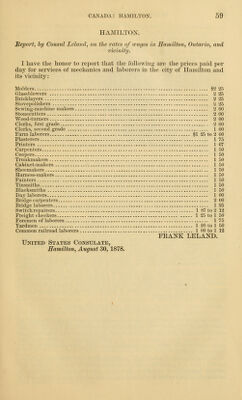 CANADA: HAMILTON. 59
HAMILTON.
Report, by Consul Leland, on the rates of wages in Hamilton, Ontario, and
vicinity.
I have the honor to report that the following are the prices paid per
day for services of mechanics and laborers in the city of Hamilton and
its vicinity:
Molders $2 25
Glassblowers 2 25
Bricklayers 2 25
Stovepolishers 2 25
Sewing-machine makers 2 00
Stonecutters 2 00
Wood-turners 2 00
Clerks, first grade 2 00
Clerks, second grade 1 00
Farm laborers $1 25 to 2 00
Plasterers 1 75
Printers 1 67
Carpenters 1 50
Coopers 1 50
Trunkmakers 1 50
Cabinet-makers 1 50
Shoemakers 1 50
Harness-makers 1 50
Painters 1 50
Tinsmiths 1 50
Blacksmiths 1 50
Day laborers 1 00
Bridge carpenters 2 00
Bridge laborers 1 25
Switch repairers 1 to 2 12
Freight checkers 1 25 to 1 50
Foremen of laborers 1 75
Yardmen 1 to 1 50
Common railroad laborers 1 to 1 12
FRANK LELAND.
UNITED STATES CONSULATE,
Hamilton, August 30, 1878.